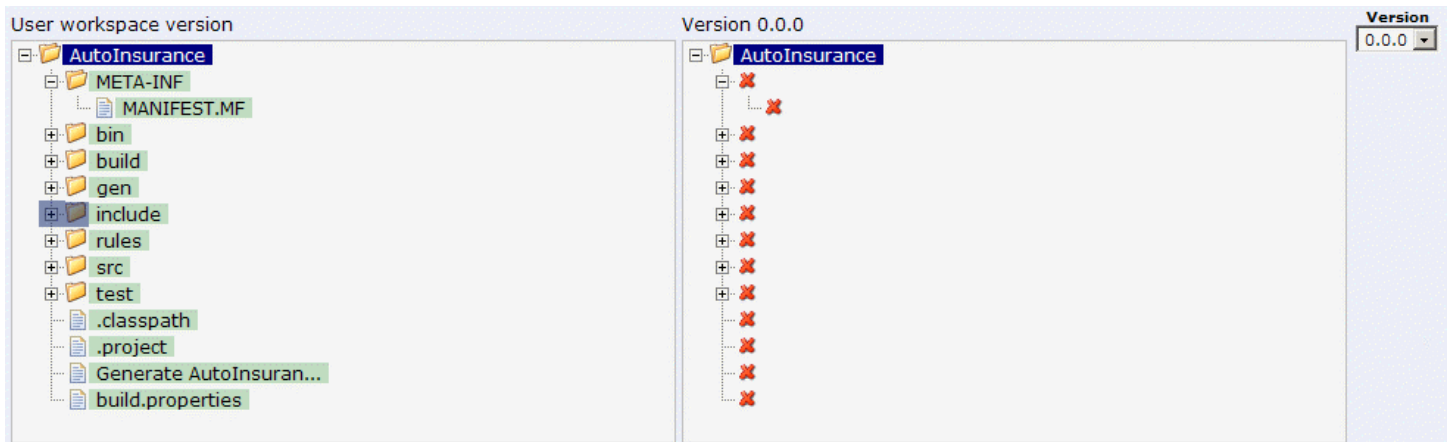 User workspace version
AutoInsurance
META-INF
MANIFEST.MF
bin
build
gen
include
rules
src
test
.classpath
.project
Generate AutoInsuran...
build.properties
Version 0.0.0
AutoInsurance
Version
0.0.0